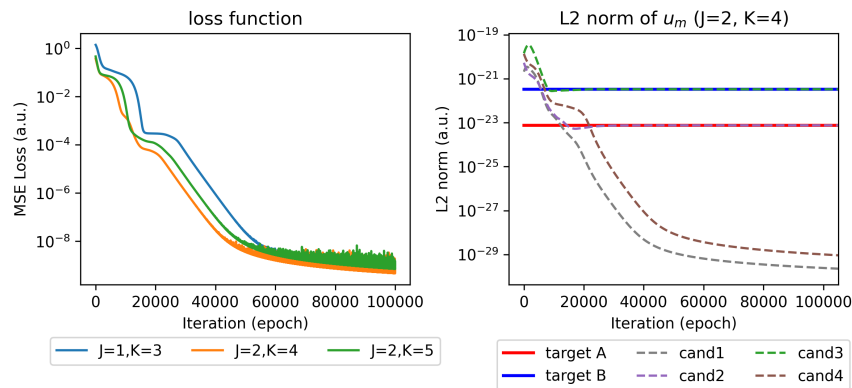 loss function
MSE Loss (a.u.)
10⁰
10⁻²
10⁻⁴
10⁻⁶
10⁻⁸
0 20000 40000 60000 80000 100000
Iteration (epoch)
J=1,K=3 J=2,K=4 J=2,K=5
L2 norm of uₘ (J=2, K=4)
L2 norm (a.u.)
10⁻¹⁹
10⁻²¹
10⁻²³
10⁻²⁵
10⁻²⁷
10⁻²⁹
0 20000 40000 60000 80000 100000
Iteration (epoch)
target A cand1 cand3
target B cand2 cand4